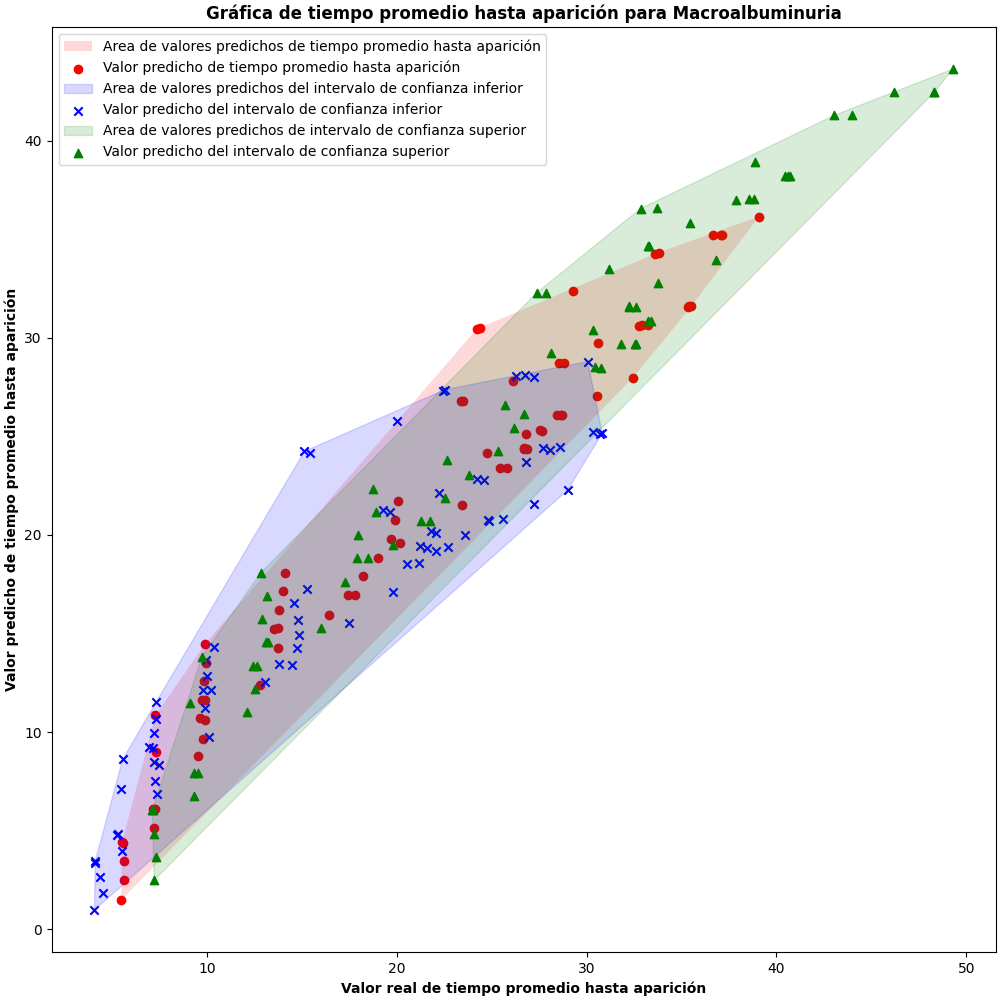 Gráfica de tiempo promedio hasta aparición para Macroalbuminuria
Area de valores predichos de tiempo promedio hasta aparición
Valor predicho de tiempo promedio hasta aparición
Area de valores predichos del intervalo de confianza inferior
Valor predicho del intervalo de confianza inferior
Area de valores predichos de intervalo de confianza superior
Valor predicho del intervalo de confianza superior
Valor predicho de tiempo promedio hasta aparición
40
30
20
10
0
10 20 30 40 50
Valor real de tiempo promedio hasta aparición